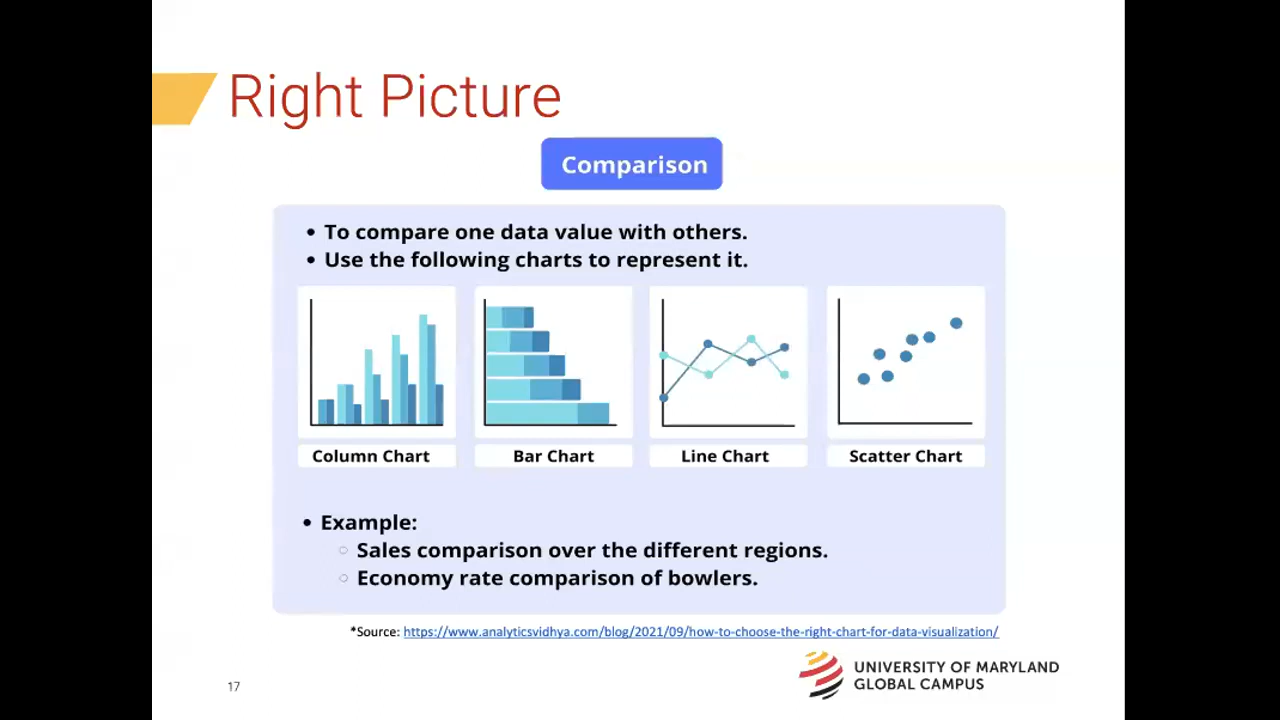 Right Picture
Comparison
• To compare one data value with others.
• Use the following charts to represent it.
Column Chart
Bar Chart
Line Chart
Scatter Chart
• Example:
○ Sales comparison over the different regions.
○ Economy rate comparison of bowlers.
*Source: https://www.analyticsvidhya.com/blog/2021/09/how-to-choose-the-right-chart-for-data-visualization/
17
UNIVERSITY OF MARYLAND
GLOBAL CAMPUS